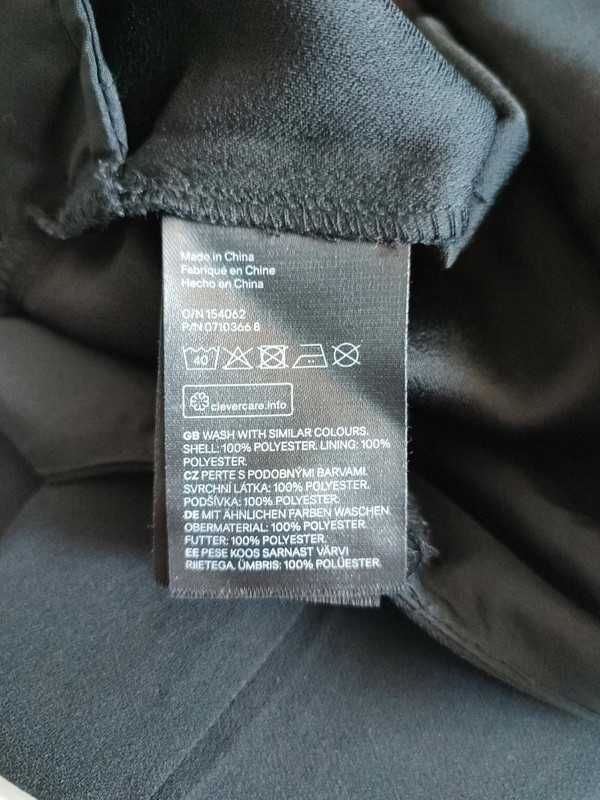 Made in China
Fabriqué en Chine
Hecho en China
O/N 154062
P/N 0710366 8
40
clevercare.info
GB WASH WITH SIMILAR COLOURS.
SHELL: 100% POLYESTER. LINING: 100%
POLYESTER.
CZ PERTE S PODOBNÝMI BARVAMI.
SVRCHNÍ LÁTKA: 100% POLYESTER.
PODŠÍVKA: 100% POLYESTER.
DE MIT ÄHNLICHEN FARBEN WASCHEN.
OBERMATERIAL: 100% POLYESTER.
FUTTER: 100% POLYESTER.
EE PESE KOOS SARNAST VÄRVI
RIIETEGA. ÜMBRIS: 100% POLÜESTER.